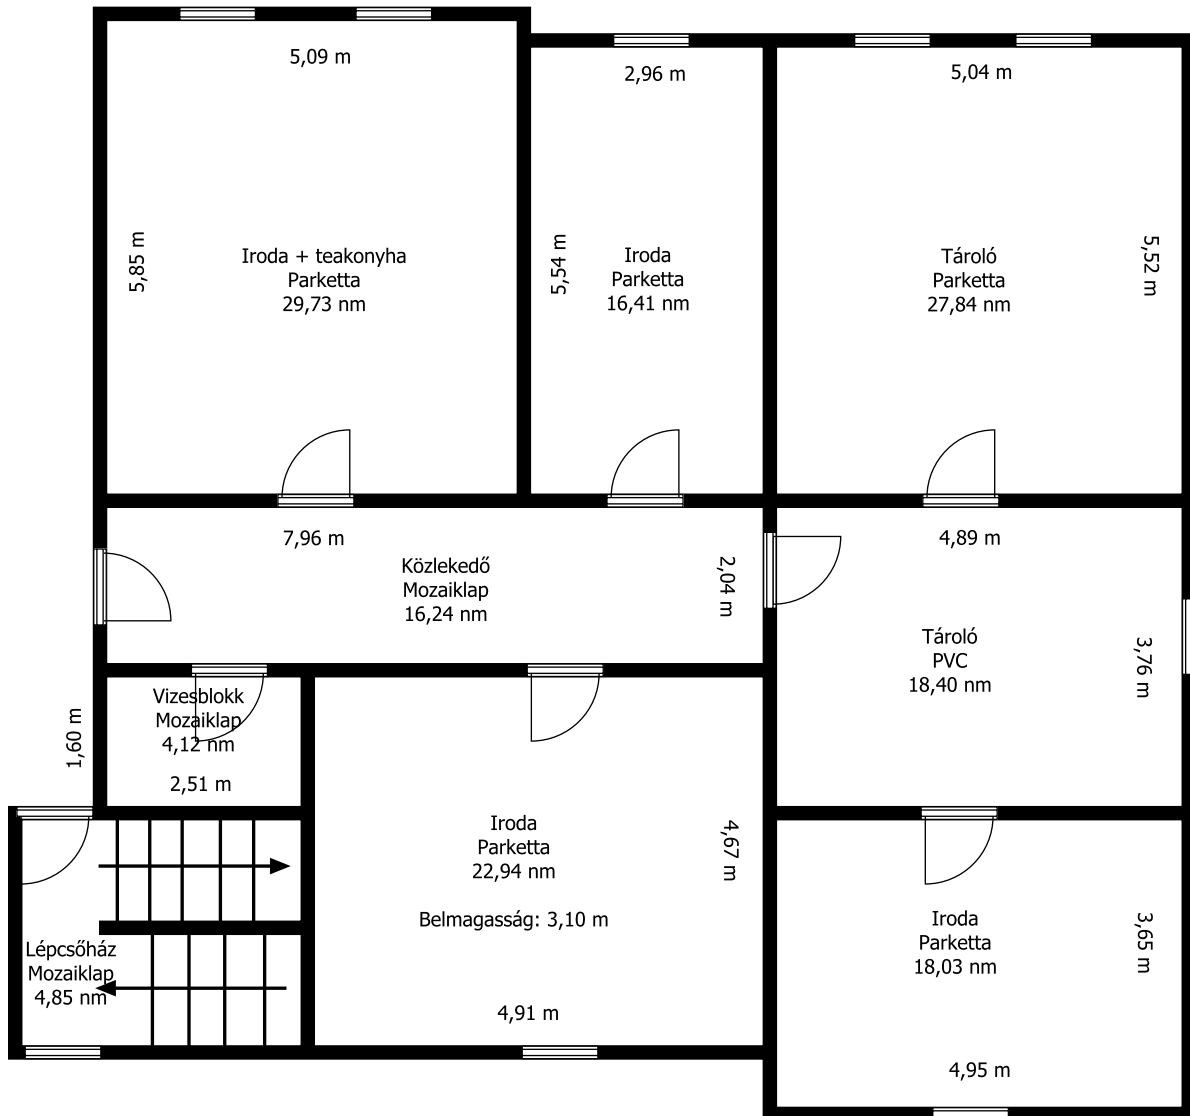 5,09 m
2,96 m
5,04 m
5,85 m
Iroda + teakonyha
Parketta
29,73 nm
5,54 m
Iroda
Parketta
16,41 nm
Tároló
Parketta
27,84 nm
5,52 m
7,96 m
Közlekedő
Mozaiklap
16,24 nm
2,04 m
4,89 m
Tároló
PVC
18,40 nm
3,76 m
Vizesblokk
Mozaiklap
4,12 nm
2,51 m
1,60 m
Iroda
Parketta
22,94 nm
Belmagasság: 3,10 m
4,67 m
4,91 m
Lépcsőház
Mozaiklap
4,85 nm
Iroda
Parketta
18,03 nm
3,65 m
4,95 m